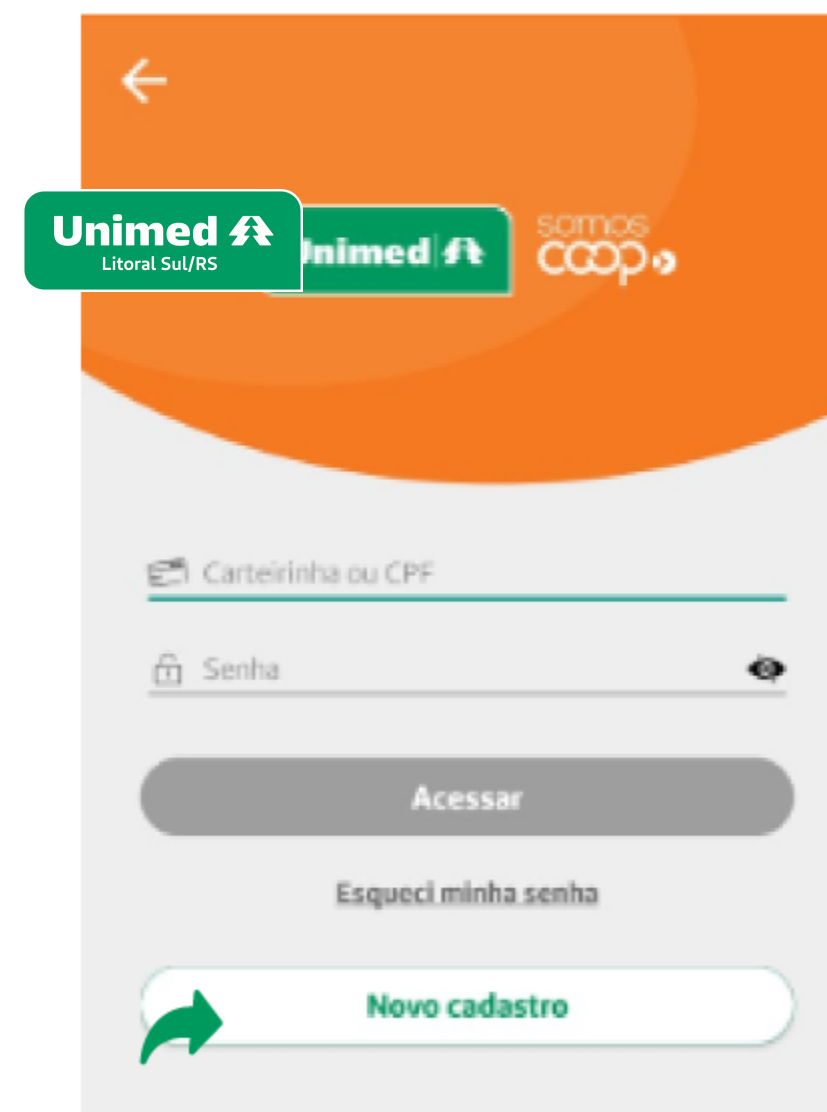 Unimed
Litoral Sul/RS
Unimed
somos
coop
Carteirinha ou CPF
Senha
Acessar
Esqueci minha senha
Novo cadastro